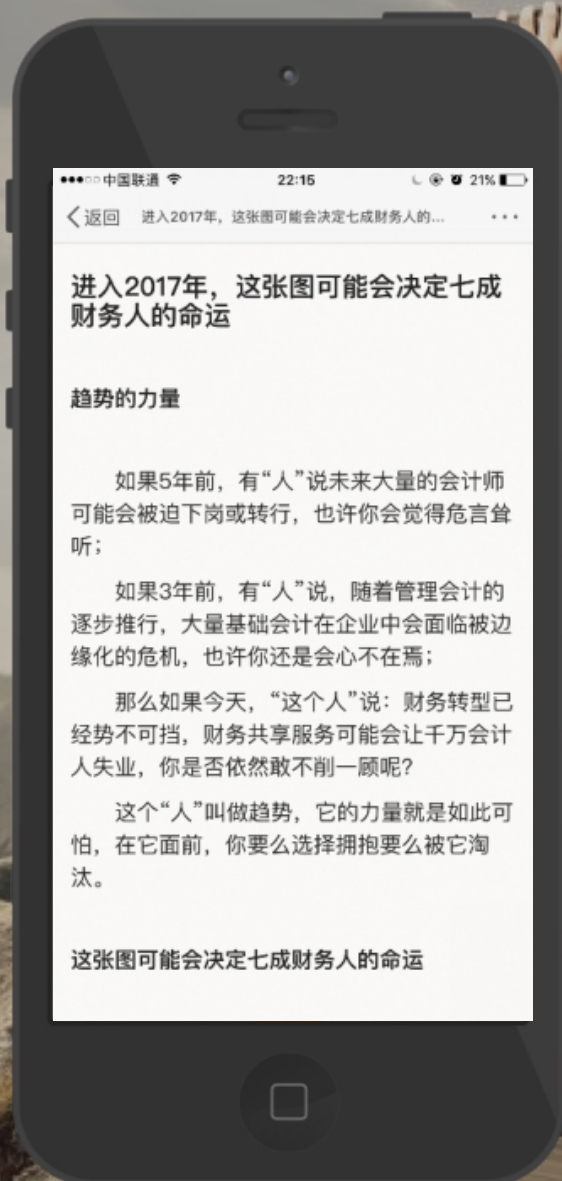 中国联通 22:15 21%
返回 进入2017年，这张图可能会决定七成财务人的...
进入2017年，这张图可能会决定七成
财务人的命运
趋势的力量
如果5年前，有“人”说未来大量的会计师
可能会被迫下岗或转行，也许你会觉得危言耸
听；
如果3年前，有“人”说，随着管理会计的
逐步推行，大量基础会计在企业中会面临被边
缘化的危机，也许你还是会心不在焉；
那么如果今天，“这个人”说：财务转型已
经势不可挡，财务共享服务可能会让千万会计
人失业，你是否依然敢不削一顾呢？
这个“人”叫做趋势，它的力量就是如此可
怕，在它面前，你要么选择拥抱要么被它淘
汰。
这张图可能会决定七成财务人的命运